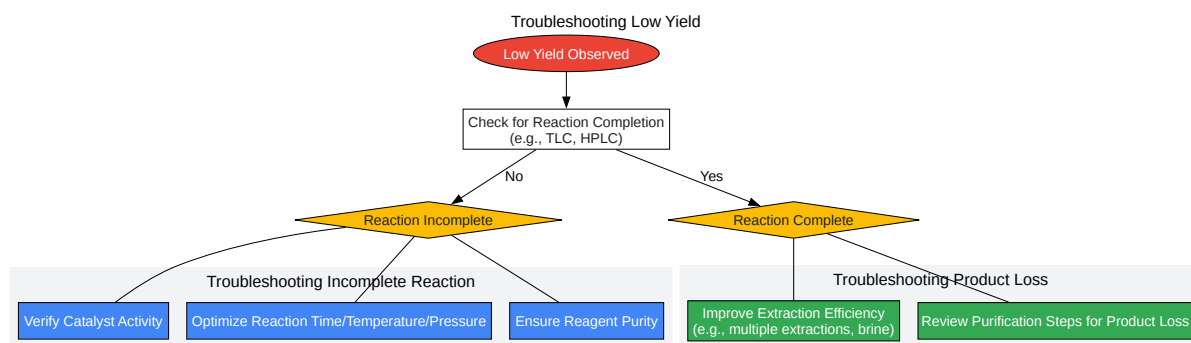 Troubleshooting Low Yield
Low Yield Observed
Check for Reaction Completion
(e.g., TLC, HPLC)
No
Yes
Reaction Incomplete
Reaction Complete
Troubleshooting Incomplete Reaction
Troubleshooting Product Loss
Verify Catalyst Activity
Optimize Reaction Time/Temperature/Pressure
Ensure Reagent Purity
Improve Extraction Efficiency
(e.g., multiple extractions, brine)
Review Purification Steps for Product Loss